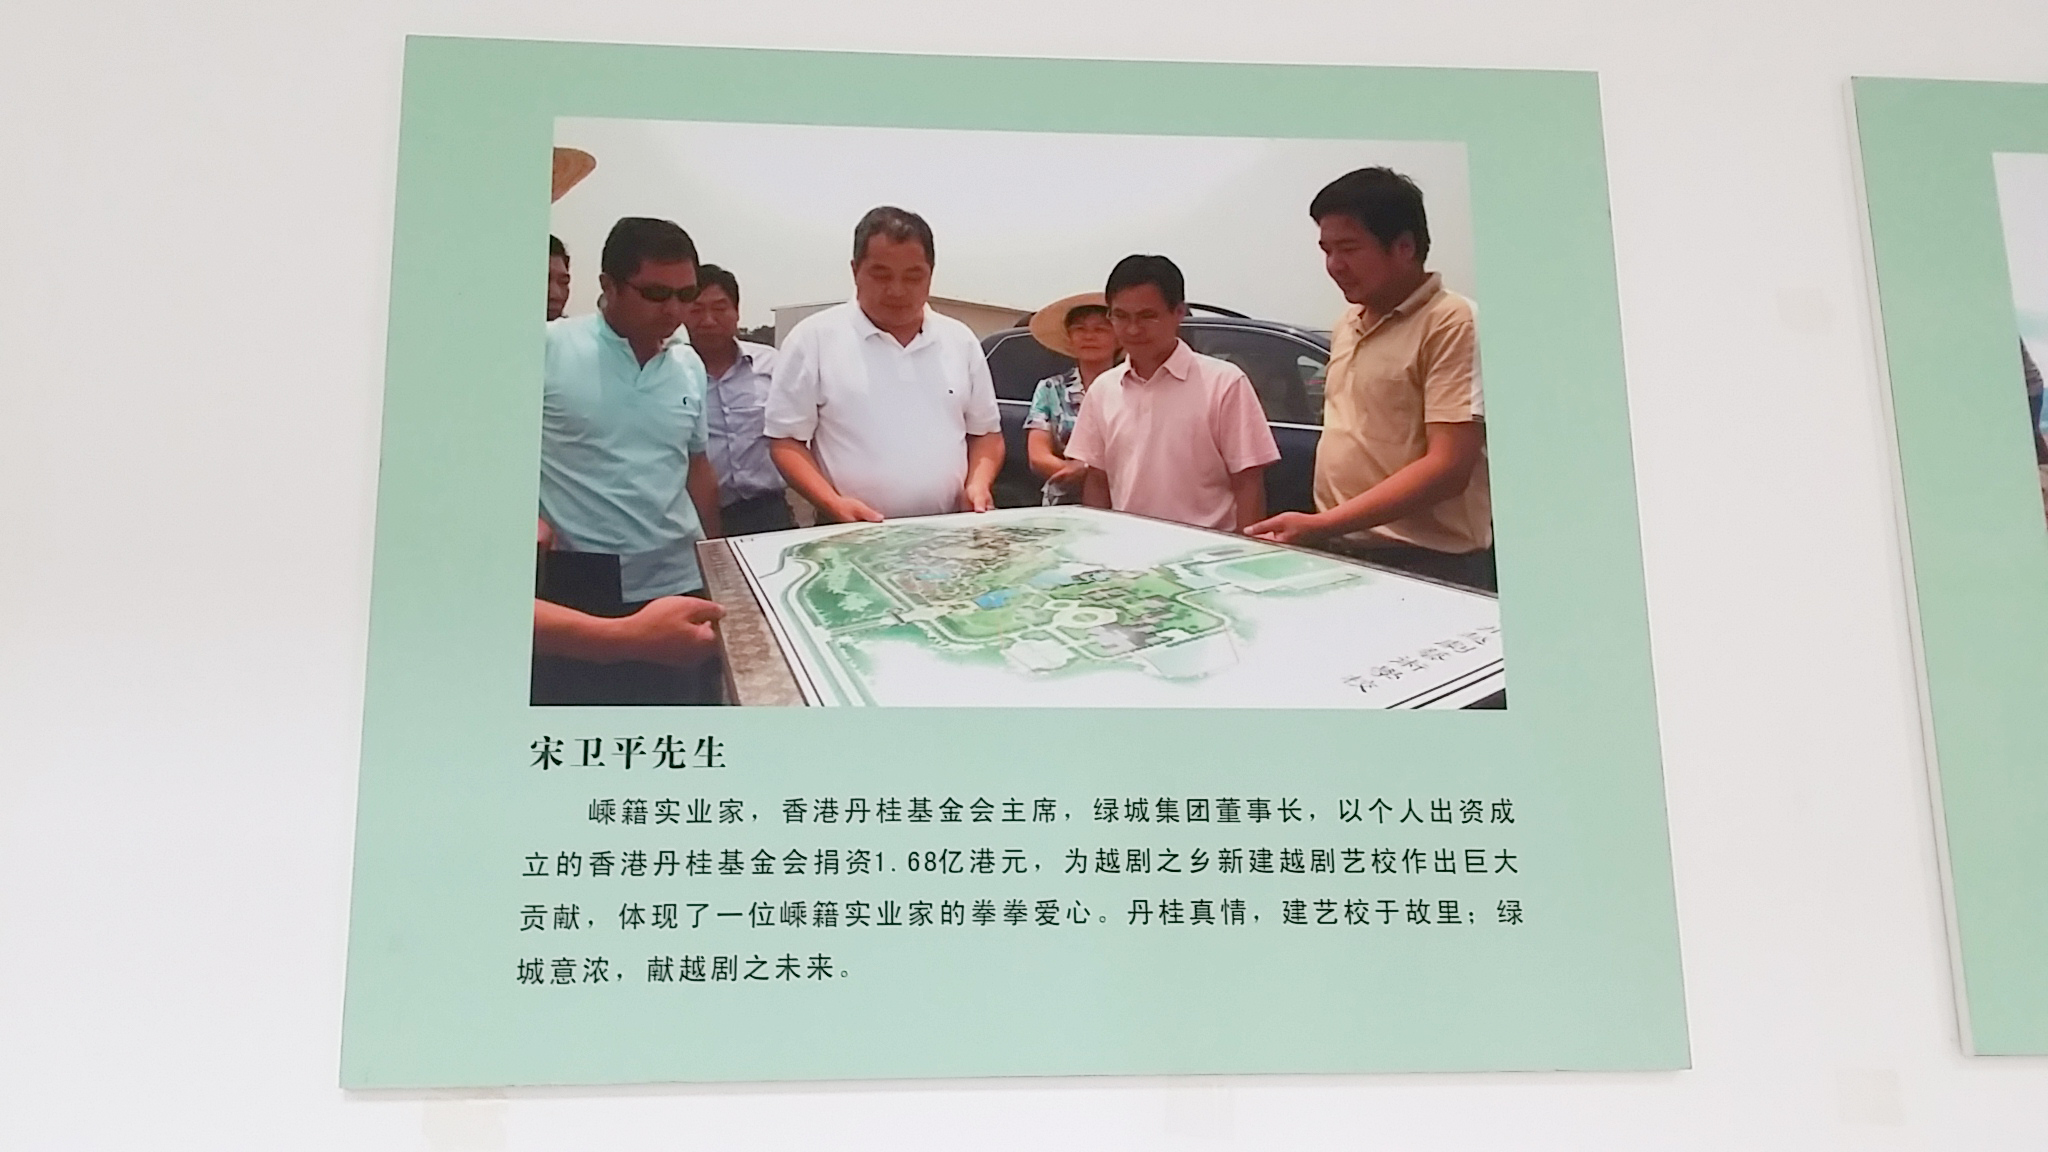 宋卫平先生
嵊籍实业家，香港丹桂基金会主席，绿城集团董事长，以个人出资成
立的香港丹桂基金会捐资1.68亿港元，为越剧之乡新建越剧艺校作出巨大
贡献，体现了一位嵊籍实业家的拳拳爱心。丹桂真情，建艺校于故里；绿
城意浓，献越剧之未来。